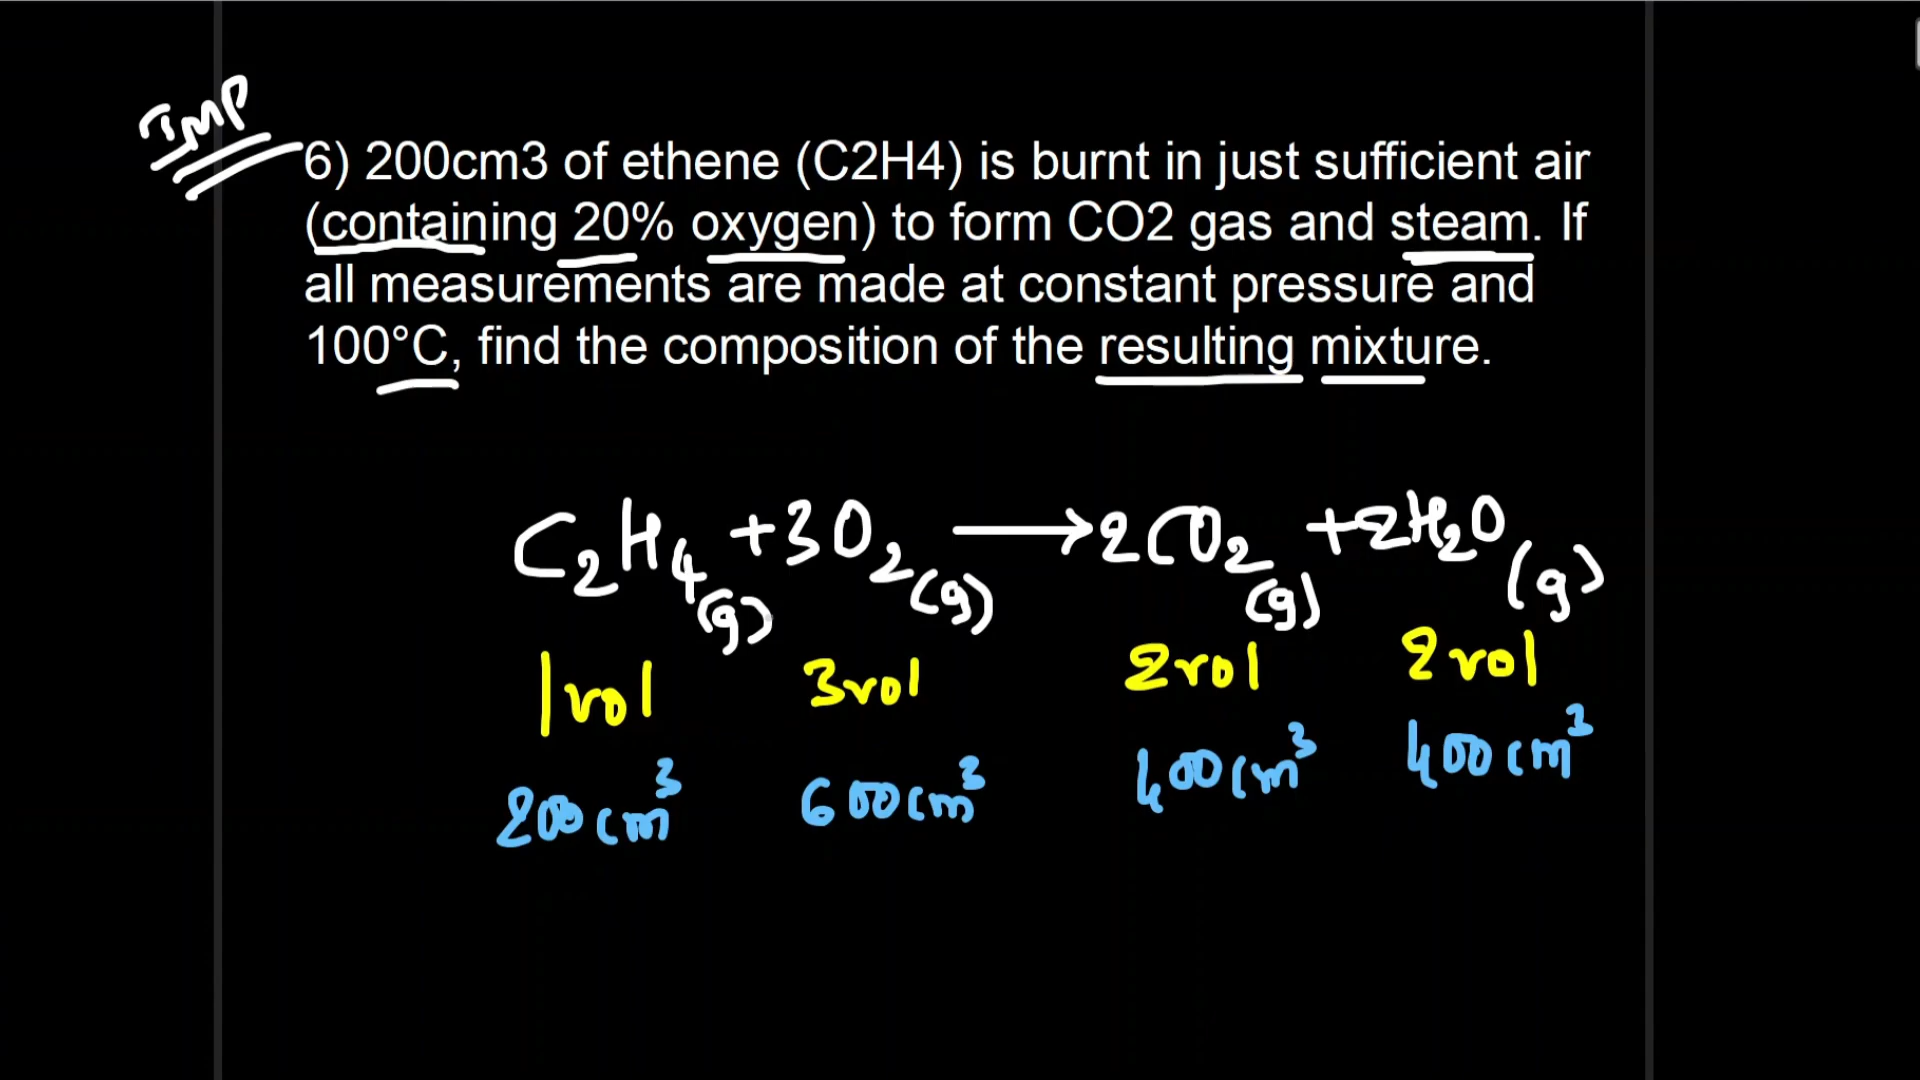 IMP
6) 200cm3 of ethene (C2H4) is burnt in just sufficient air
(containing 20% oxygen) to form CO2 gas and steam. If
all measurements are made at constant pressure and
100°C, find the composition of the resulting mixture.
C₂H₄(g) + 3O₂(g) → 2CO₂(g) + 2H₂O(g)
1vol 3vol 2vol 2vol
200cm³ 600cm³ 400cm³ 400cm³